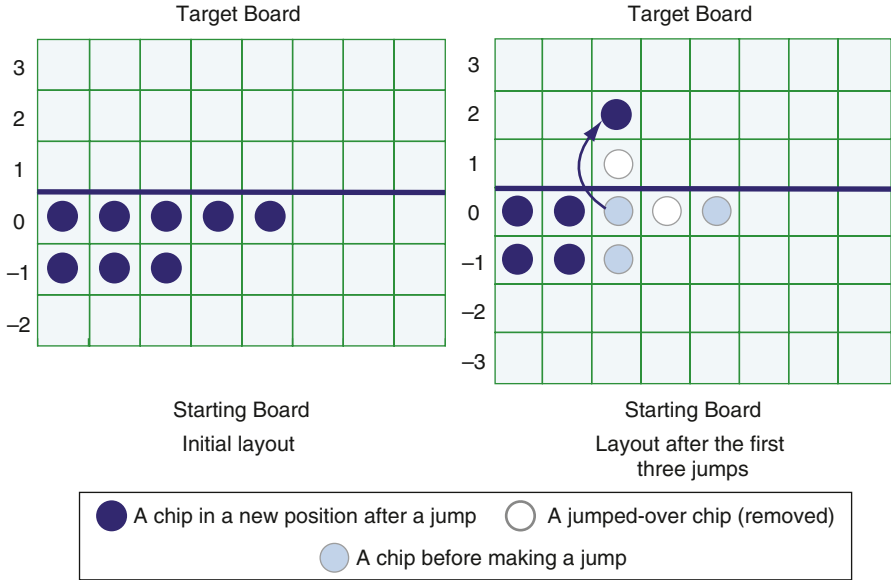 Target Board
3
2
1
0
–1
–2
Starting Board
Initial layout
Target Board
3
2
1
0
–1
–2
–3
Starting Board
Layout after the first
three jumps
A chip in a new position after a jump
A jumped-over chip (removed)
A chip before making a jump